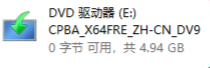 DVD 驱动器 (E:)
CPBA_X64FRE_ZH-CN_DV9
0 字节 可用，共 4.94 GB